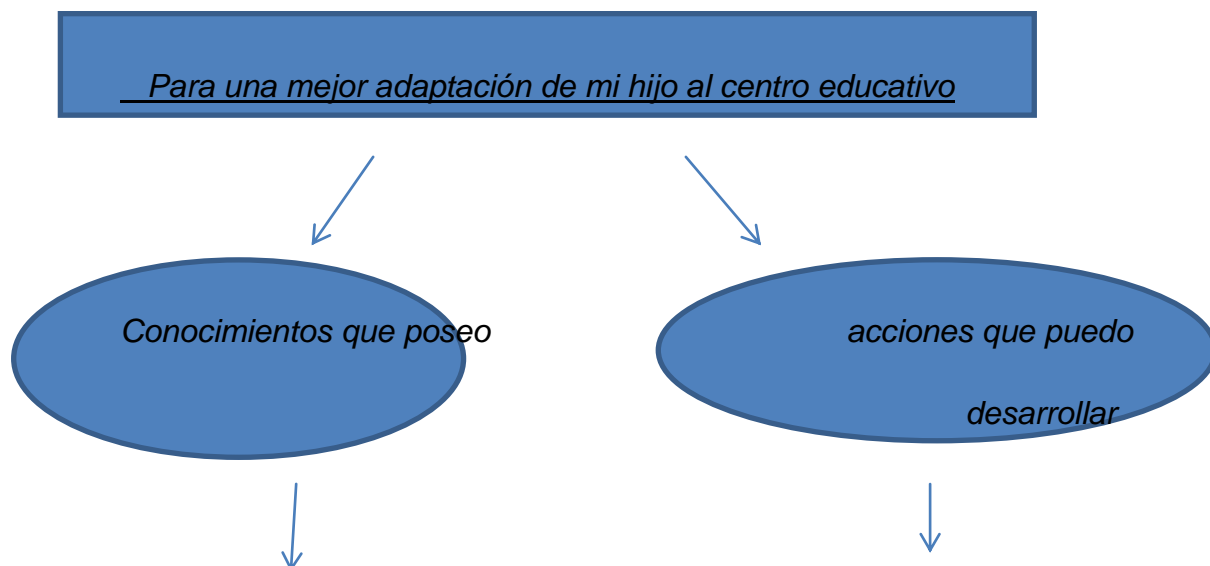 Para una mejor adaptación de mi hijo al centro educativo
Conocimientos que poseo
acciones que puedo
desarrollar